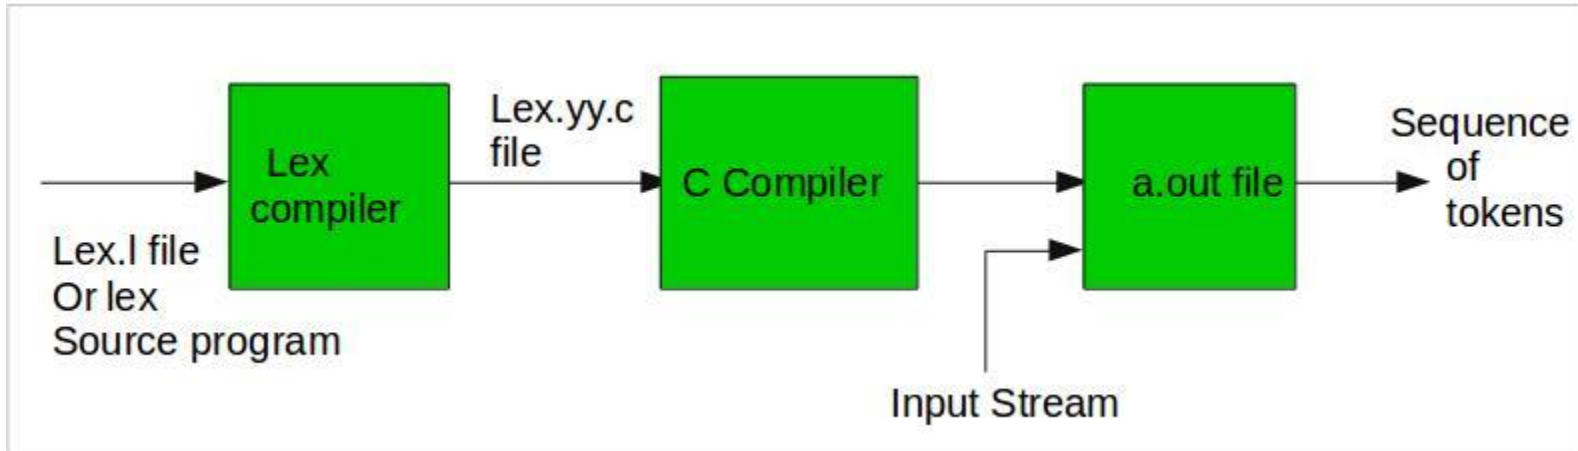 Lex.l file
Or lex
Source program
Lex
compiler
Lex.yy.c
file
C Compiler
a.out file
Input Stream
Sequence
of
tokens